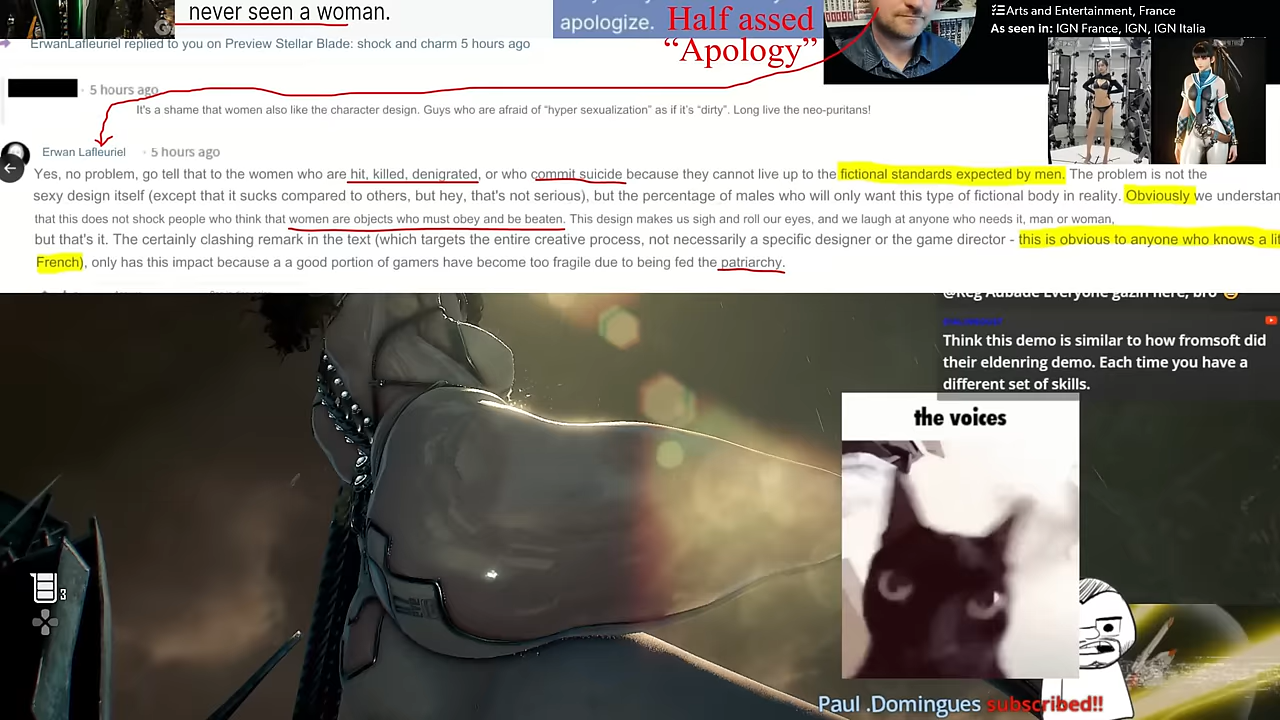 never seen a woman.
apologize.
Half assed
“Apology”
Arts and Entertainment, France
As seen in: IGN France, IGN, IGN Italia
ErwanLafleuriel replied to you on Preview Stellar Blade: shock and charm 5 hours ago
5 hours ago
It's a shame that women also like the character design. Guys who are afraid of “hyper sexualization” as if it's “dirty”. Long live the neo-puritans!
Erwan Lafleuriel · 5 hours ago
Yes, no problem, go tell that to the women who are hit, killed, denigrated, or who commit suicide because they cannot live up to the fictional standards expected by men. The problem is not the
sexy design itself (except that it sucks compared to others, but hey, that's not serious), but the percentage of males who will only want this type of fictional body in reality. Obviously we understan
that this does not shock people who think that women are objects who must obey and be beaten. This design makes us sigh and roll our eyes, and we laugh at anyone who needs it, man or woman,
but that's it. The certainly clashing remark in the text (which targets the entire creative process, not necessarily a specific designer or the game director - this is obvious to anyone who knows a lit
French), only has this impact because a a good portion of gamers have become too fragile due to being fed the patriarchy.
@Reg Aubade Everyone gazin here, bro
Think this demo is similar to how fromsoft did
their eldenring demo. Each time you have a
different set of skills.
the voices
3
Paul .Domingues subscribed!!